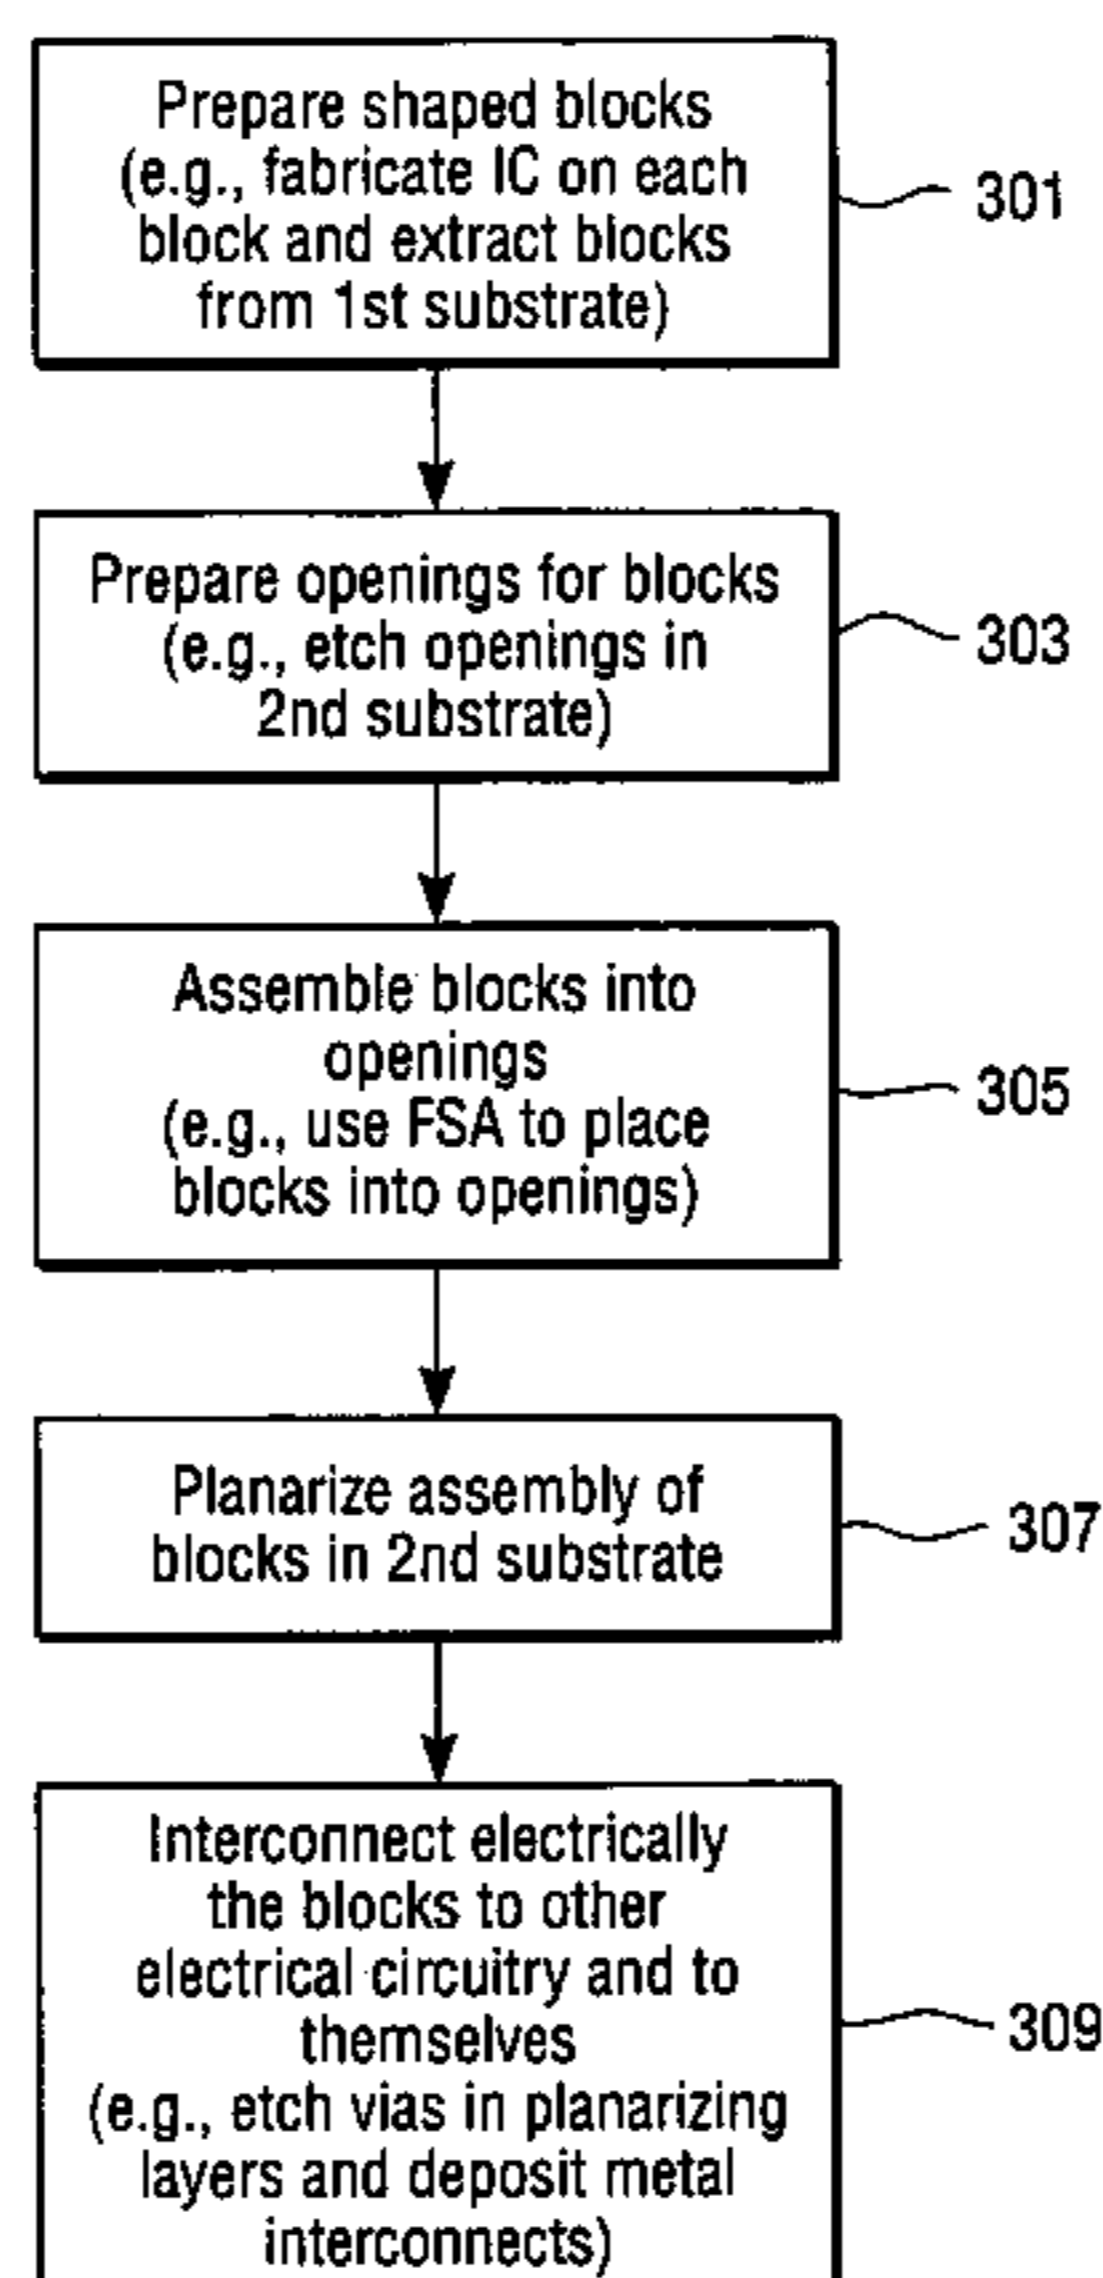 Prepare shaped blocks
(e.g., fabricate IC on each
block and extract blocks
from 1st substrate)
301
Prepare openings for blocks
(e.g., etch openings in
2nd substrate)
303
Assemble blocks into
openings
(e.g., use FSA to place
blocks into openings)
305
Planarize assembly of
blocks in 2nd substrate
307
Interconnect electrically
the blocks to other
electrical circuitry and to
themselves
(e.g., etch vias in planarizing
layers and deposit metal
interconnects)
309